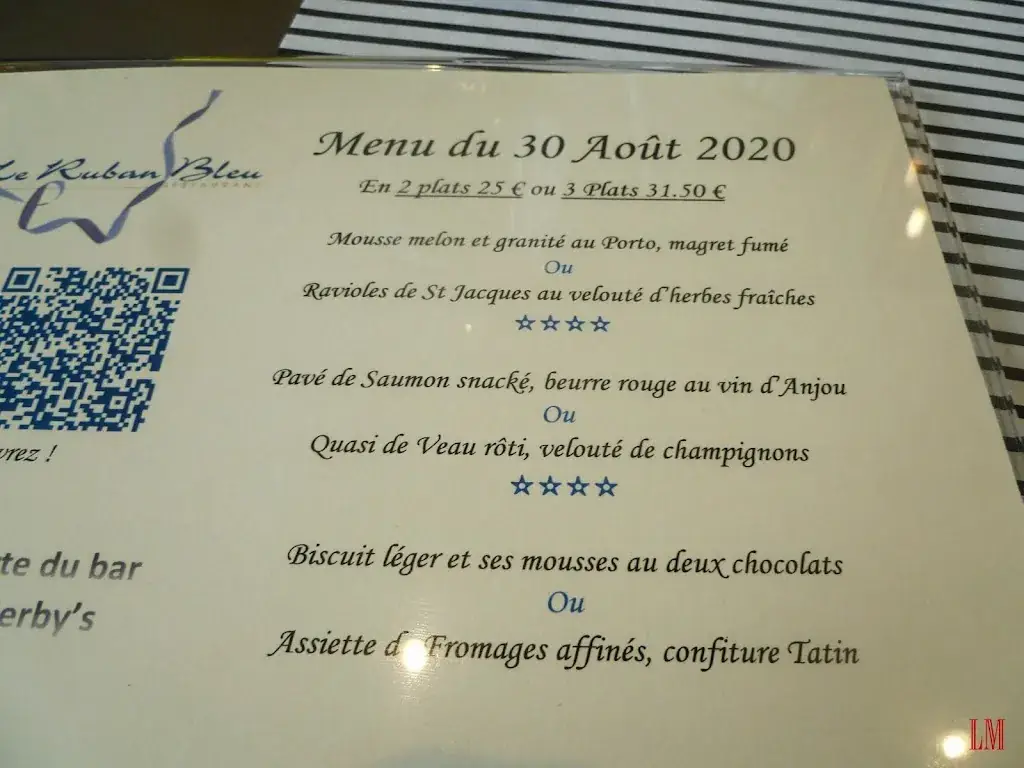 Le Ruban Bleu
RESTAURANT
vrez !
te du bar
erby's
Menu du 30 Août 2020
En 2 plats 25 € ou 3 Plats 31.50 €
Mousse melon et granité au Porto, magret fumé
Ou
Ravioles de St Jacques au velouté d'herbes fraîches
Pavé de Saumon snacké, beurre rouge au vin d'Anjou
Ou
Quasi de Veau rôti, velouté de champignons
Biscuit léger et ses mousses au deux chocolats
Ou
Assiette de Fromages affinés, confiture Tatin
LM